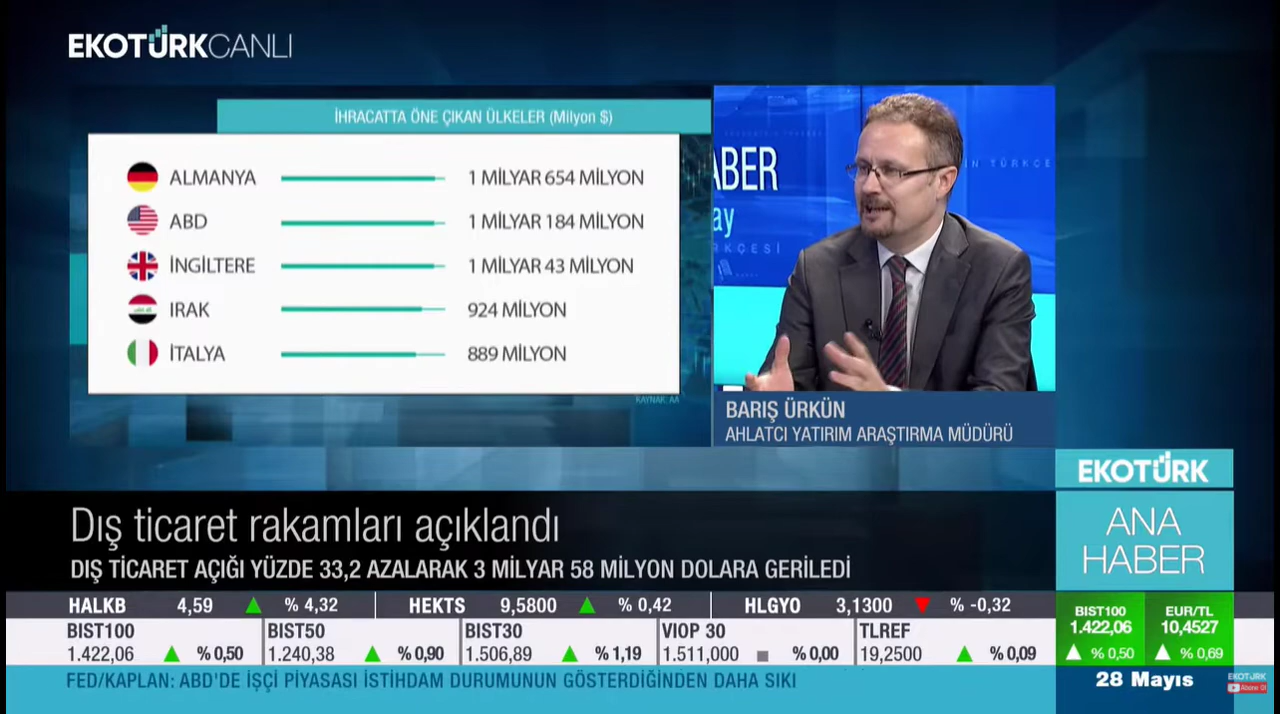 EKOTÜRK CANLI
İHRACATTA ÖNE ÇIKAN ÜLKELER (Milyon $)
ALMANYA 1 MİLYAR 654 MİLYON
ABD 1 MİLYAR 184 MİLYON
İNGİLTERE 1 MİLYAR 43 MİLYON
IRAK 924 MİLYON
İTALYA 889 MİLYON
KAYNAK: AA
ABER
ay
BARIŞ ÜRKÜN
AHLATCI YATIRIM ARAŞTIRMA MÜDÜRÜ
EKOTÜRK
ANA
HABER
Dış ticaret rakamları açıklandı
DIŞ TİCARET AÇIĞI YÜZDE 33,2 AZALARAK 3 MİLYAR 58 MİLYON DOLARA GERİLEDİ
HALKB 4,59 % 4,32 HEKTS 9,5800 % 0,42 HLGYO 3,1300 % -0,32
BIST100 BIST50 BIST30 VIOP 30 TLREF
1.422,06 % 0,50 1.240,38 % 0,90 1.506,89 % 1,19 1.511,000 % 0,00 19,2500 % 0,09
BIST100 EUR/TL
1.422,06 10,4527
% 0,50 % 0,69
FED/KAPLAN: ABD'DE İŞÇİ PİYASASI İSTİHDAM DURUMUNUN GÖSTERDİĞİNDEN DAHA SIKI
28 Mayıs
EKOTÜRK
Abone Ol